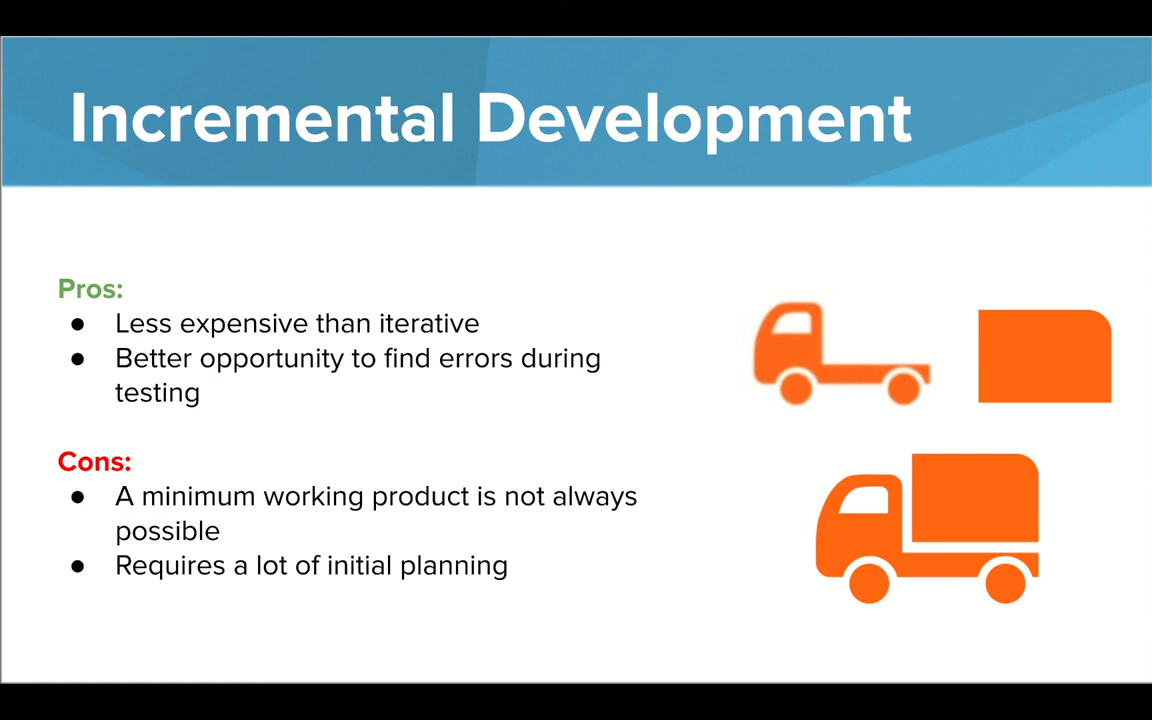 Incremental Development
Pros:
● Less expensive than iterative
● Better opportunity to find errors during
testing
Cons:
● A minimum working product is not always
possible
● Requires a lot of initial planning